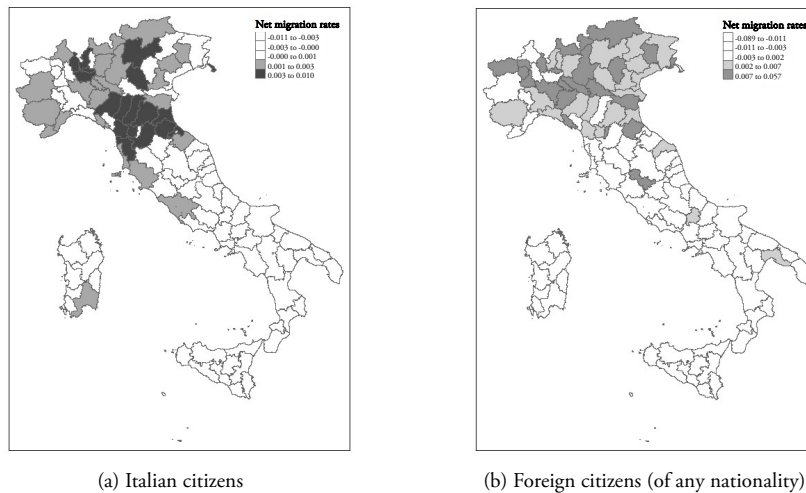 Net migration rates
-0.011 to -0.003
-0.003 to -0.000
-0.000 to 0.001
0.001 to 0.003
0.003 to 0.010
Net migration rates
-0.089 to -0.011
-0.011 to -0.003
-0.003 to 0.002
0.002 to 0.007
0.007 to 0.057
(a) Italian citizens
(b) Foreign citizens (of any nationality)